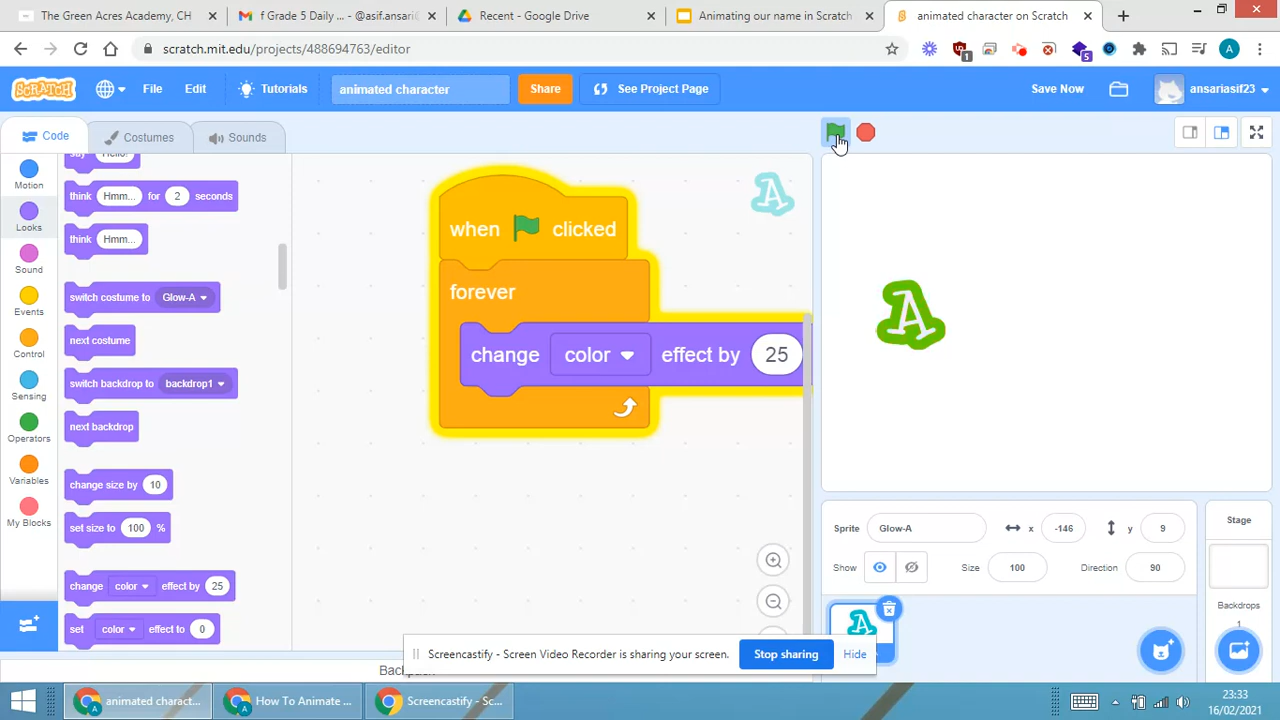 The Green Acres Academy, CH
f Grade 5 Daily ... - @asif.ansari@
Recent - Google Drive
Animating our name in Scratch
animated character on Scratch
scratch.mit.edu/projects/488694763/editor
1
5
A
SCRATCH
File
Edit
Tutorials
animated character
Share
See Project Page
Save Now
ansariasif23
Code
Costumes
Sounds
Motion
Looks
Sound
Events
Control
Sensing
Operators
Variables
My Blocks
say Hello!
think Hmm... for 2 seconds
think Hmm...
switch costume to Glow-A
next costume
switch backdrop to backdrop1
next backdrop
change size by 10
set size to 100 %
change color effect by 25
set color effect to 0
when clicked
forever
change color effect by 25
A
A
Sprite Glow-A x -146 y 9
Show Size 100 Direction 90
Stage
Backdrops
1
A
Screencastify - Screen Video Recorder is sharing your screen.
Stop sharing
Hide
animated charact...
How To Animate ...
Screencastify - Sc...
23:33
16/02/2021